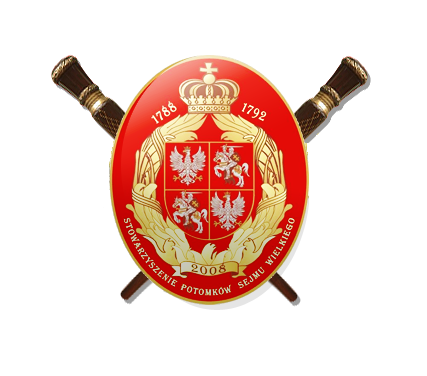 1788 1792
2008
STOWARZYSZENIE POTOMKÓW SEJMU WIELKIEGO